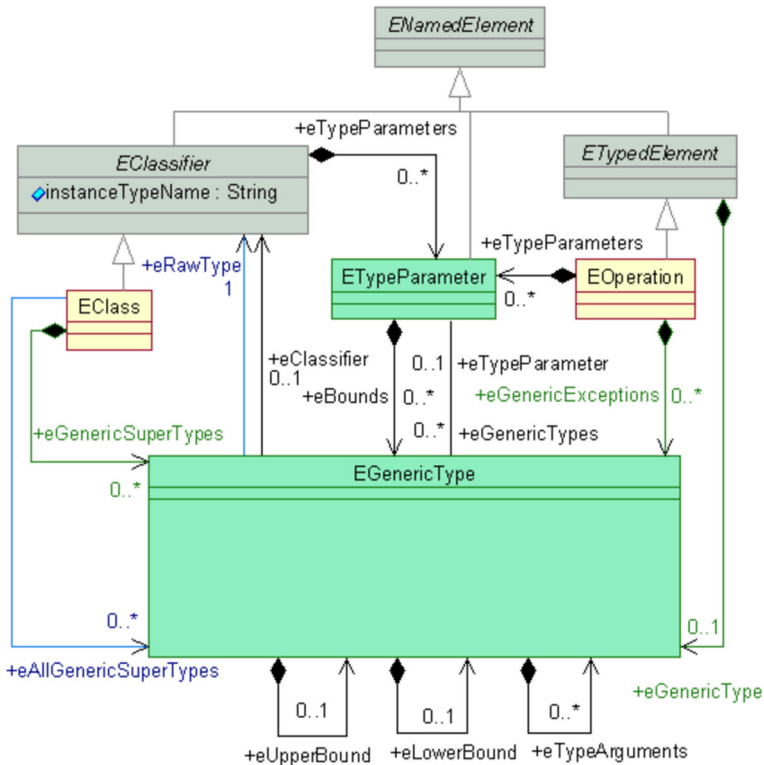 ENamedElement
+eTypeParameters
EClassifier
ETypedElement
instanceTypeName : String
0..*
+eTypeParameters
+eRawType
1
ETypeParameter
EOperation
0..*
EClass
+eClassifier
0..1
0..1
+eTypeParameter
+eBounds
0..*
+eGenericExceptions
0..*
+eGenericSuperTypes
0..*
+eGenericTypes
EGenericType
0..*
0..*
0..1
+eAllGenericSuperTypes
+eGenericType
0..1
0..1
0..*
+eUpperBound
+eLowerBound
+eTypeArguments